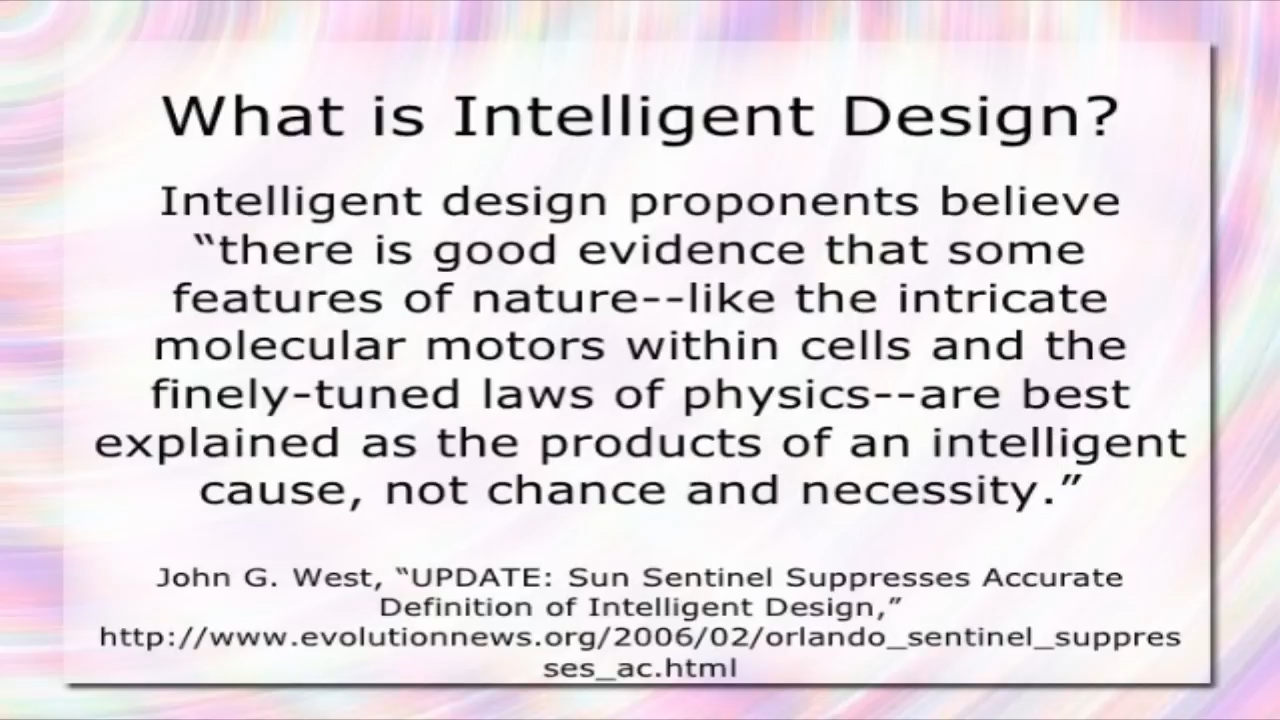 What is Intelligent Design?
Intelligent design proponents believe
“there is good evidence that some
features of nature--like the intricate
molecular motors within cells and the
finely-tuned laws of physics--are best
explained as the products of an intelligent
cause, not chance and necessity.”
John G. West, “UPDATE: Sun Sentinel Suppresses Accurate
Definition of Intelligent Design,”
http://www.evolutionnews.org/2006/02/orlando_sentinel_suppres
ses_ac.html